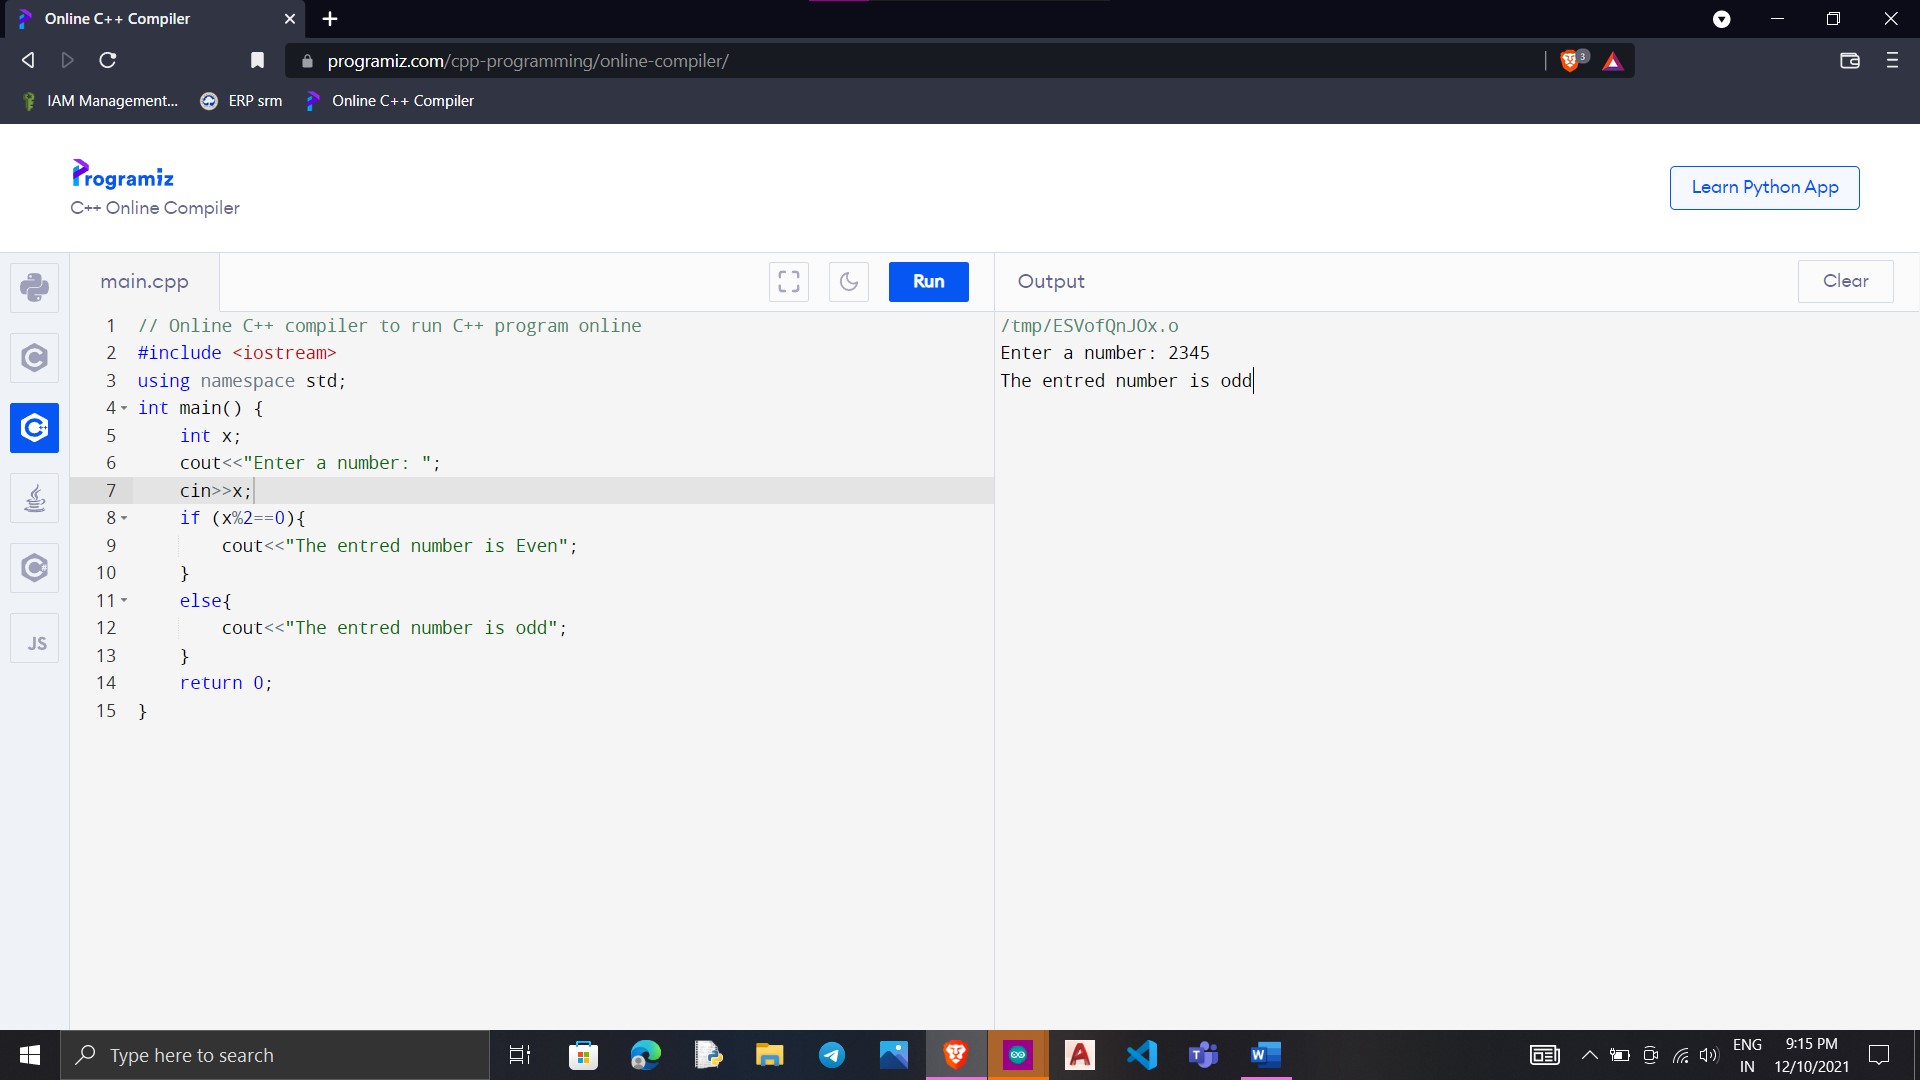 Online C++ Compiler
programiz.com/cpp-programming/online-compiler/
3
IAM Management...
ERP srm
Online C++ Compiler
Programiz
C++ Online Compiler
Learn Python App
main.cpp
Run
Output
Clear
1 // Online C++ compiler to run C++ program online
2 #include <iostream>
3 using namespace std;
4 int main() {
5     int x;
6     cout<<"Enter a number: ";
7     cin>>x;
8     if (x%2==0){
9         cout<<"The entred number is Even";
10     }
11     else{
12         cout<<"The entred number is odd";
13     }
14     return 0;
15 }
/tmp/ESVofQnJOx.o
Enter a number: 2345
The entred number is odd
JS
Type here to search
ENG
IN
9:15 PM
12/10/2021